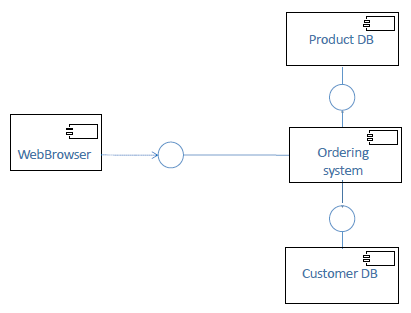 Product DB
WebBrowser
Ordering
system
Customer DB